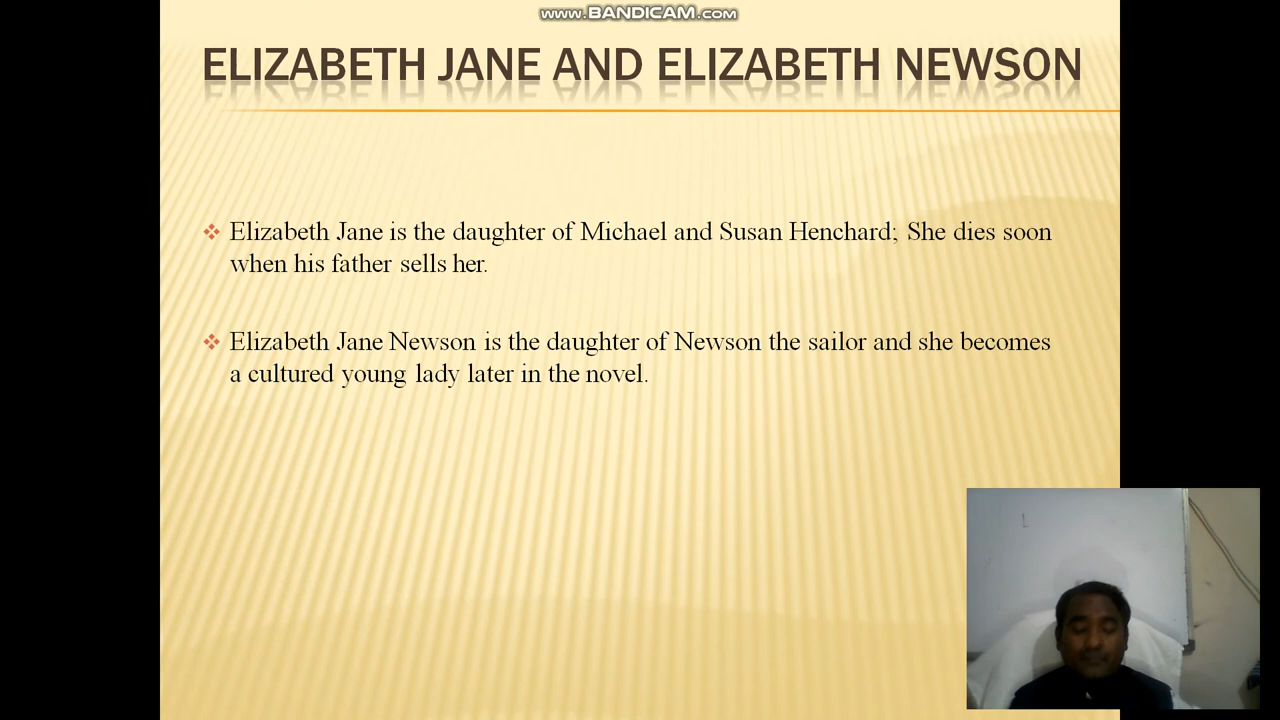 www.BANDICAM.com
ELIZABETH JANE AND ELIZABETH NEWSON
Elizabeth Jane is the daughter of Michael and Susan Henchard; She dies soon
when his father sells her.
Elizabeth Jane Newson is the daughter of Newson the sailor and she becomes
a cultured young lady later in the novel.